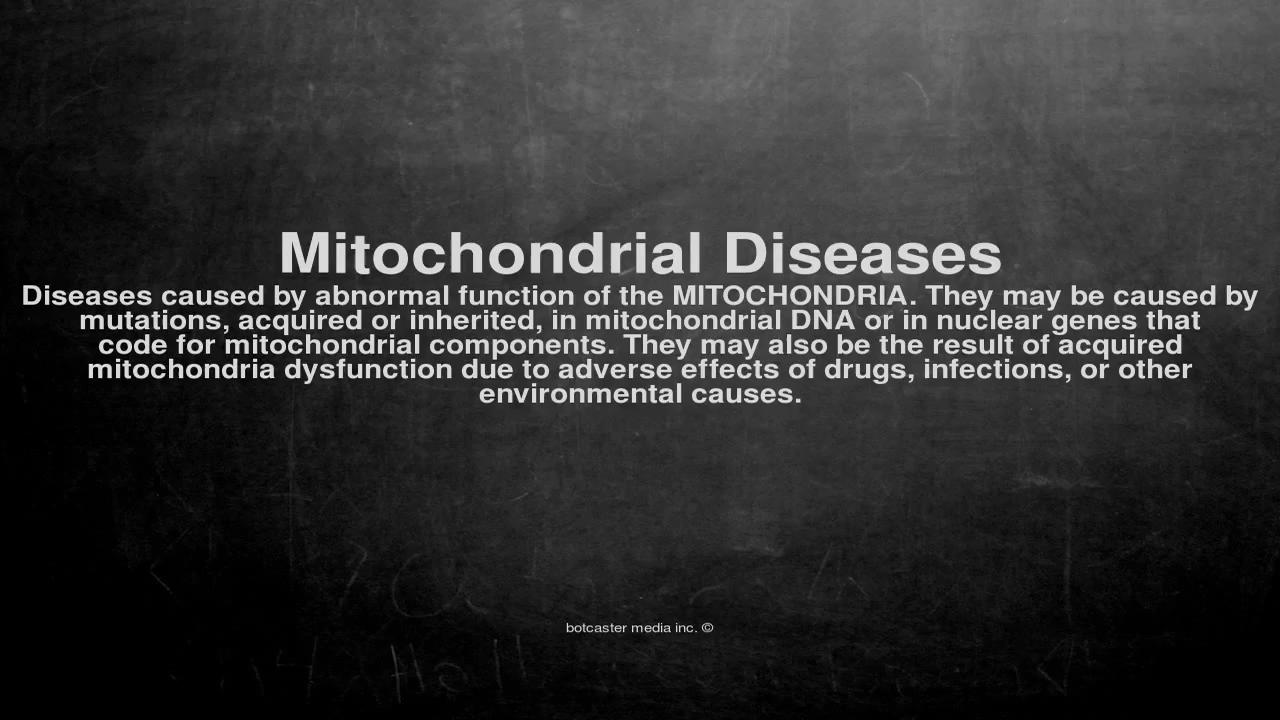 Mitochondrial Diseases
Diseases caused by abnormal function of the MITOCHONDRIA. They may be caused by
mutations, acquired or inherited, in mitochondrial DNA or in nuclear genes that
code for mitochondrial components. They may also be the result of acquired
mitochondria dysfunction due to adverse effects of drugs, infections, or other
environmental causes.
botcaster media inc. ©